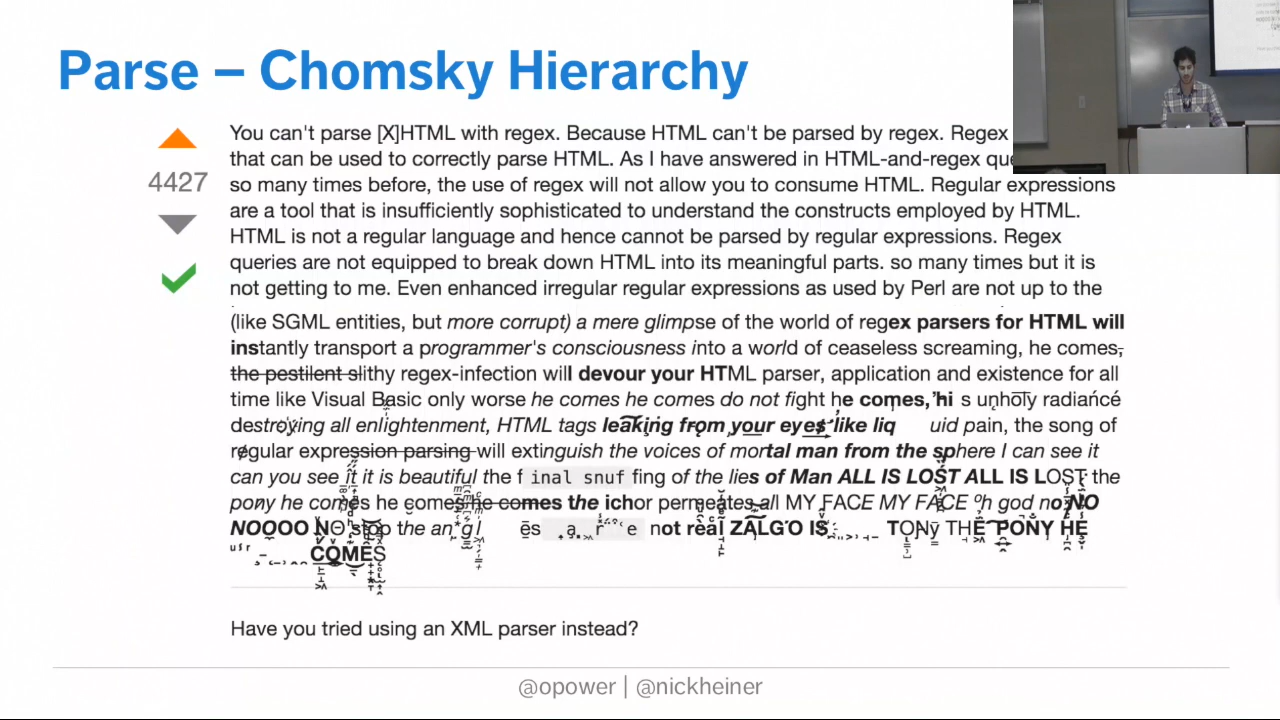 Parse – Chomsky Hierarchy
4427
You can't parse [X]HTML with regex. Because HTML can't be parsed by regex. Regex
that can be used to correctly parse HTML. As I have answered in HTML-and-regex
so many times before, the use of regex will not allow you to consume HTML. Regular expressions
are a tool that is insufficiently sophisticated to understand the constructs employed by HTML.
HTML is not a regular language and hence cannot be parsed by regular expressions. Regex
queries are not equipped to break down HTML into its meaningful parts. so many times but it is
not getting to me. Even enhanced irregular regular expressions as used by Perl are not up to the
(like SGML entities, but more corrupt) a mere glimpse of the world of regex parsers for HTML will
instantly transport a programmer's consciousness into a world of ceaseless screaming, he comes,
the pestilent slithy regex-infection will devour your HTML parser, application and existence for all
time like Visual Basic only worse he comes he comes do not fight he comes, hi s unholy radiancé
destroying all enlightenment, HTML tags leaking from your eyes like liq uid pain, the song of
regular expression parsing will extinguish the voices of mortal man from the sphere I can see it
can you see it it is beautiful the f inal snuf fing of the lies of Man ALL IS LOST ALL IS LOST the
pony he comes he comes he comes the ichor permeates all MY FACE MY FACE oh god no NO
NOOOO NO stop the an g l es a r e not real ZALGO IS TONy THE PONY HE
COMES
Have you tried using an XML parser instead?
@opower | @nickheiner